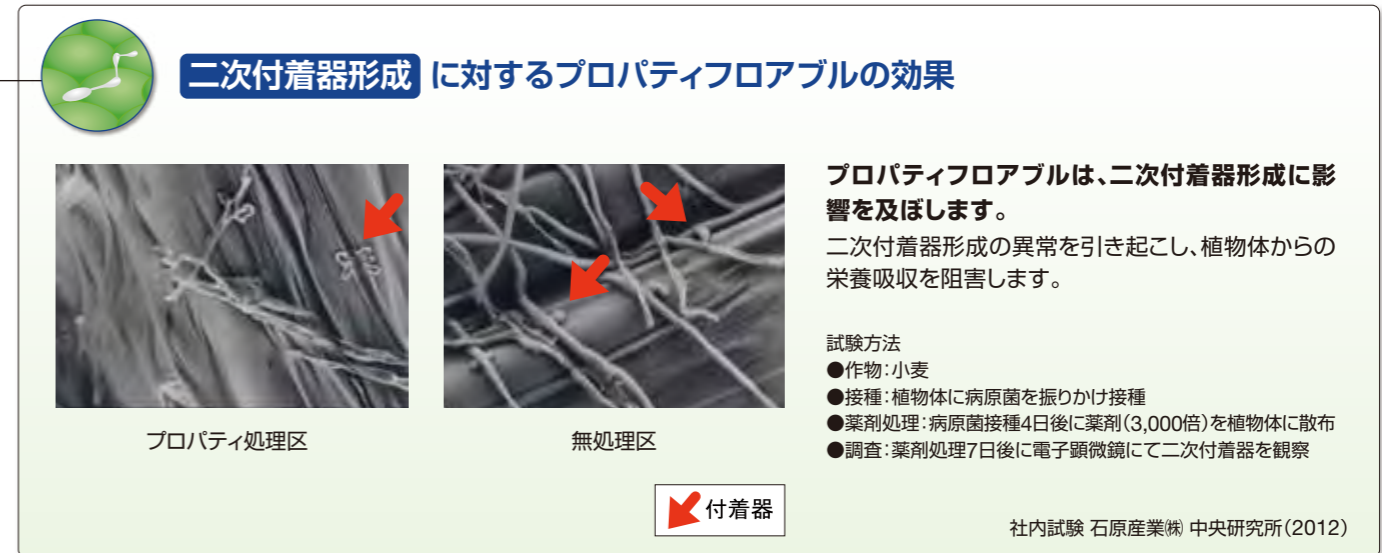 二次付着器形成 に対するプロパティフロアブルの効果
プロパティフロアブルは、二次付着器形成に影
響を及ぼします。
二次付着器形成の異常を引き起こし、植物体からの
栄養吸収を阻害します。
試験方法
●作物：小麦
●接種：植物体に病原菌を振りかけ接種
●薬剤処理：病原菌接種4日後に薬剤（3,000倍）を植物体に散布
●調査：薬剤処理7日後に電子顕微鏡にて二次付着器を観察
プロパティ処理区
無処理区
付着器
社内試験 石原産業㈱ 中央研究所（2012）